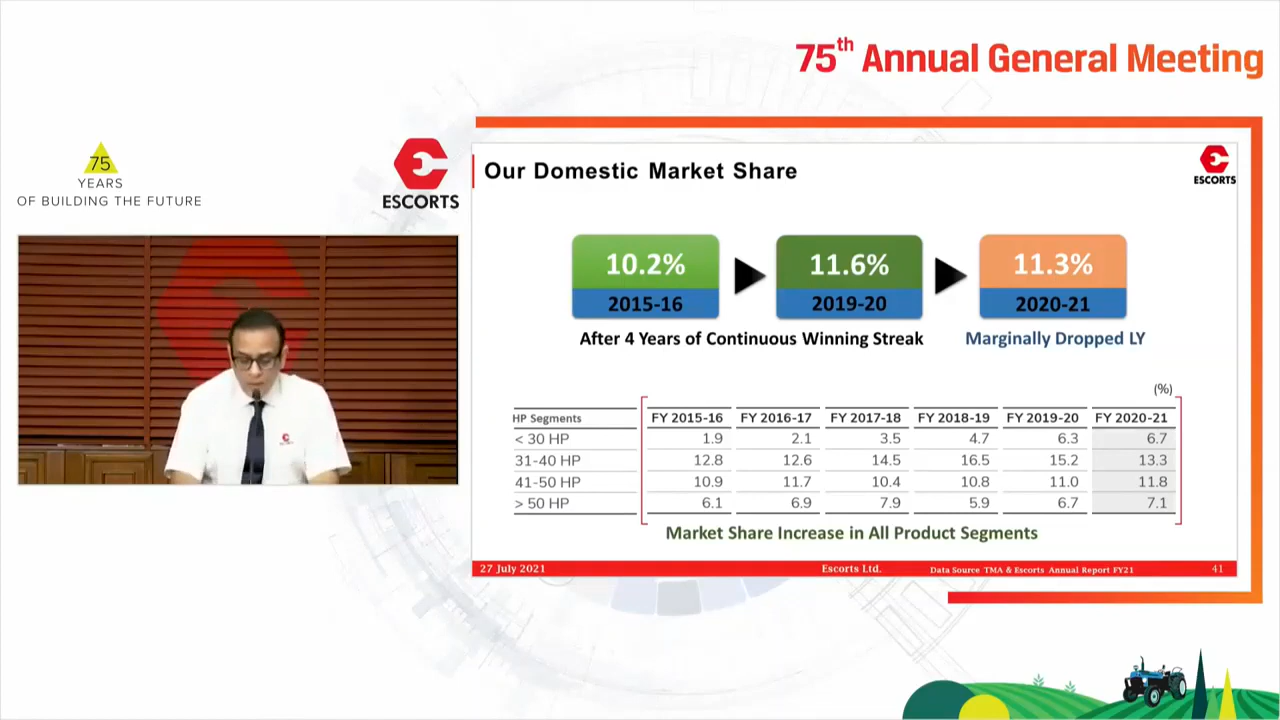 75th Annual General Meeting
75
YEARS
OF BUILDING THE FUTURE
ESCORTS
Our Domestic Market Share
ESCORTS
10.2% 11.6% 11.3%
2015-16 2019-20 2020-21
After 4 Years of Continuous Winning Streak Marginally Dropped LY
(%)
HP Segments FY 2015-16 FY 2016-17 FY 2017-18 FY 2018-19 FY 2019-20 FY 2020-21
< 30 HP 1.9 2.1 3.5 4.7 6.3 6.7
31-40 HP 12.8 12.6 14.5 16.5 15.2 13.3
41-50 HP 10.9 11.7 10.4 10.8 11.0 11.8
> 50 HP 6.1 6.9 7.9 5.9 6.7 7.1
Market Share Increase in All Product Segments
27 July 2021 Escorts Ltd. Data Source TMA & Escorts Annual Report FY21 41